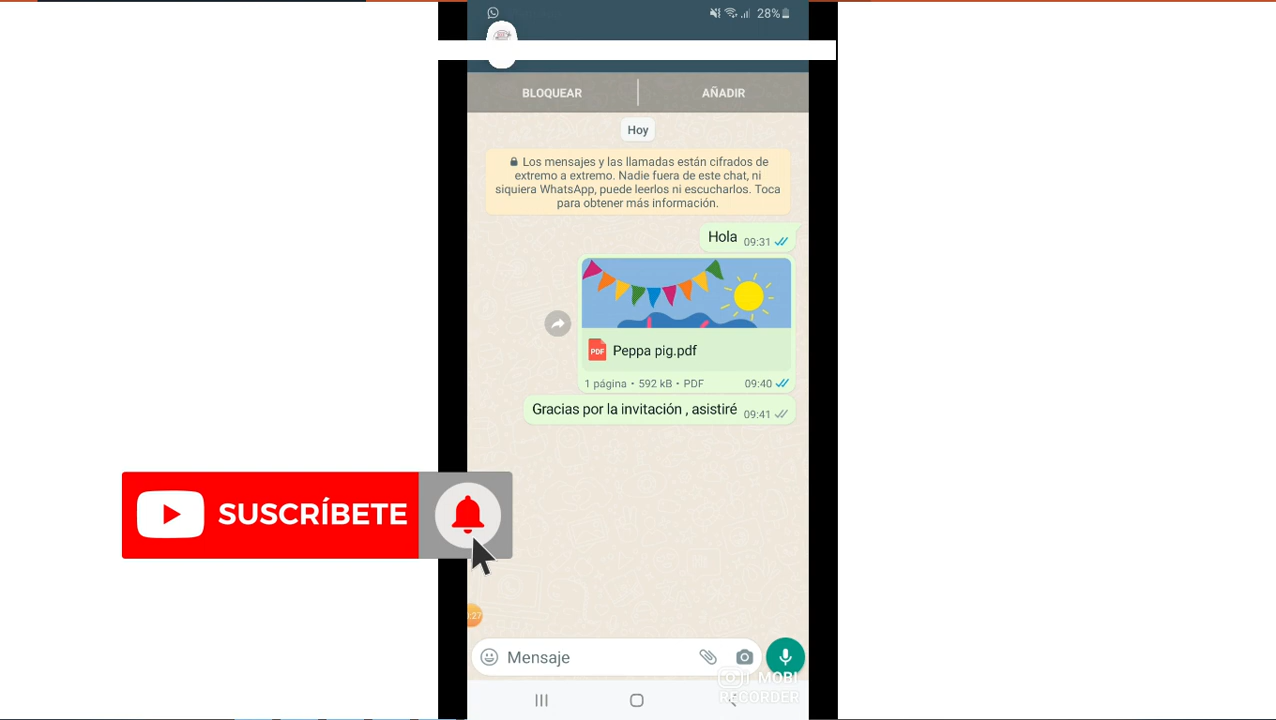 28%
BLOQUEAR
AÑADIR
Hoy
Los mensajes y las llamadas están cifrados de
extremo a extremo. Nadie fuera de este chat, ni
siquiera WhatsApp, puede leerlos ni escucharlos. Toca
para obtener más información.
Hola 09:31
PDF Peppa pig.pdf
1 página • 592 kB • PDF 09:40
Gracias por la invitación , asistiré 09:41
SUSCRÍBETE
Mensaje
MOBI
RECORDER